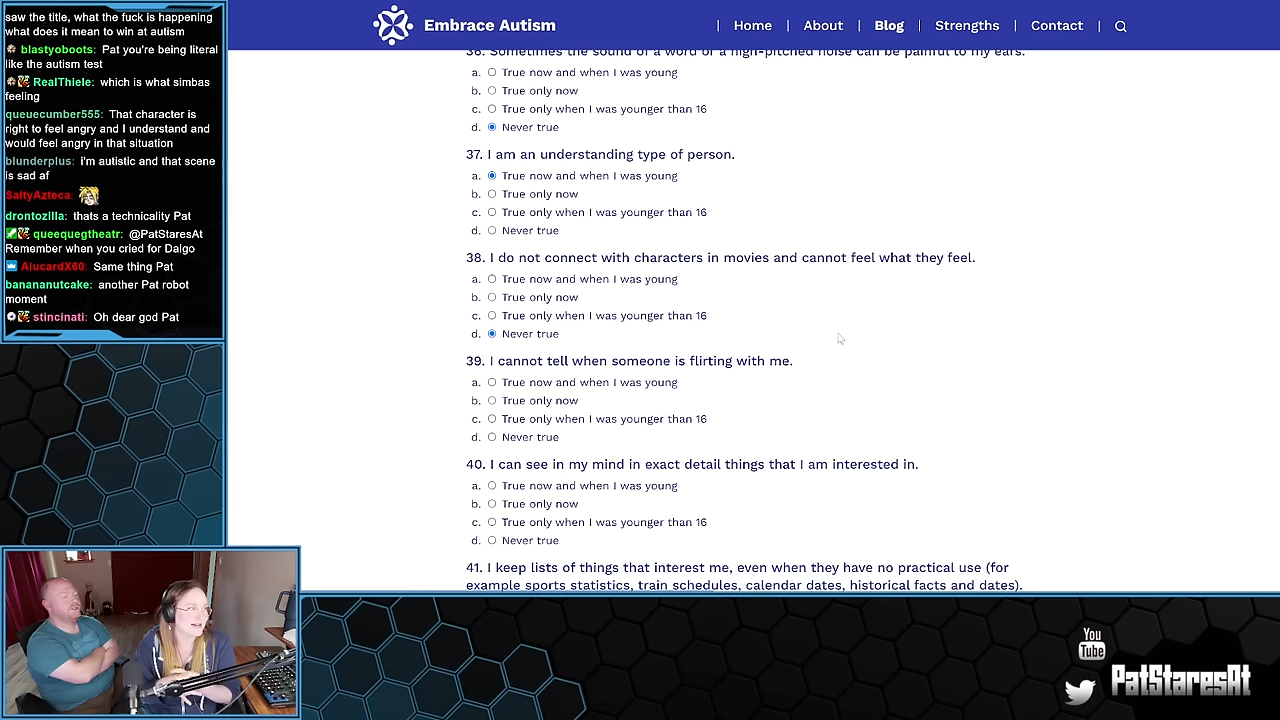 saw the title, what the fuck is happening
what does it mean to win at autism
blastyoboots: Pat you're being literal
like the autism test
RealThiele: which is what simbas
feeling
queuecumber555: That character is
right to feel angry and I understand and
would feel angry in that situation
blunderplus: i'm autistic and that scene
is sad af
SaltyAzteca:
drontozilla: thats a technicality Pat
queequegtheatr: @PatStaresAt
Remember when you cried for Dalgo
AlucardX60: Same thing Pat
banananutcake: another Pat robot
moment
stincinati: Oh dear god Pat
Embrace Autism
Home | About | Blog | Strengths | Contact
36. Sometimes the sound of a word or a high-pitched noise can be painful to my ears.
a. True now and when I was young
b. True only now
c. True only when I was younger than 16
d. Never true
37. I am an understanding type of person.
a. True now and when I was young
b. True only now
c. True only when I was younger than 16
d. Never true
38. I do not connect with characters in movies and cannot feel what they feel.
a. True now and when I was young
b. True only now
c. True only when I was younger than 16
d. Never true
39. I cannot tell when someone is flirting with me.
a. True now and when I was young
b. True only now
c. True only when I was younger than 16
d. Never true
40. I can see in my mind in exact detail things that I am interested in.
a. True now and when I was young
b. True only now
c. True only when I was younger than 16
d. Never true
41. I keep lists of things that interest me, even when they have no practical use (for
example sports statistics, train schedules, calendar dates, historical facts and dates).
You
Tube
PatStaresAt